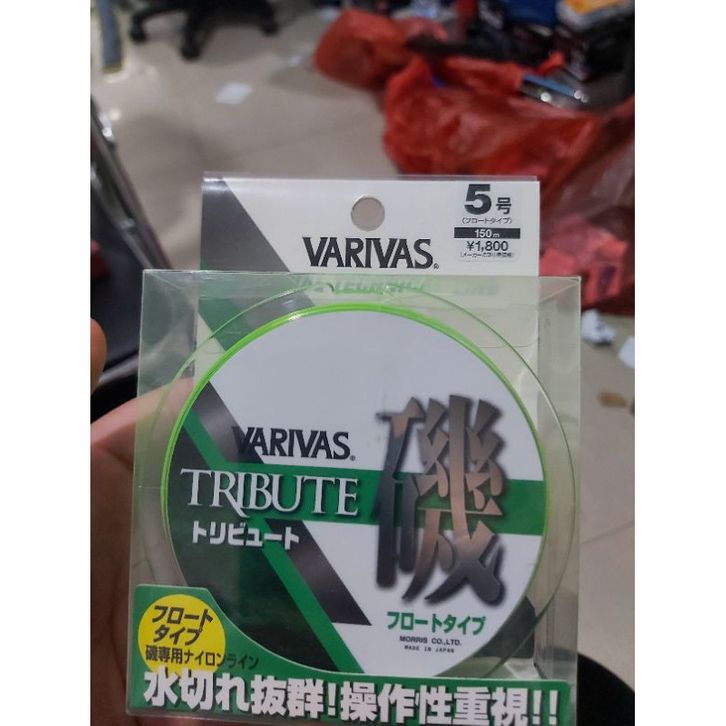 5号
(フロートタイプ)
150m
¥1,800
VARIVAS®
VARIVAS®
TRIBUTE
トリビュート
磯
フロートタイプ
MORRIS CO.,LTD.
MADE IN JAPAN
フロート
タイプ
磯専用ナイロンライン
水切れ抜群!操作性重視!!